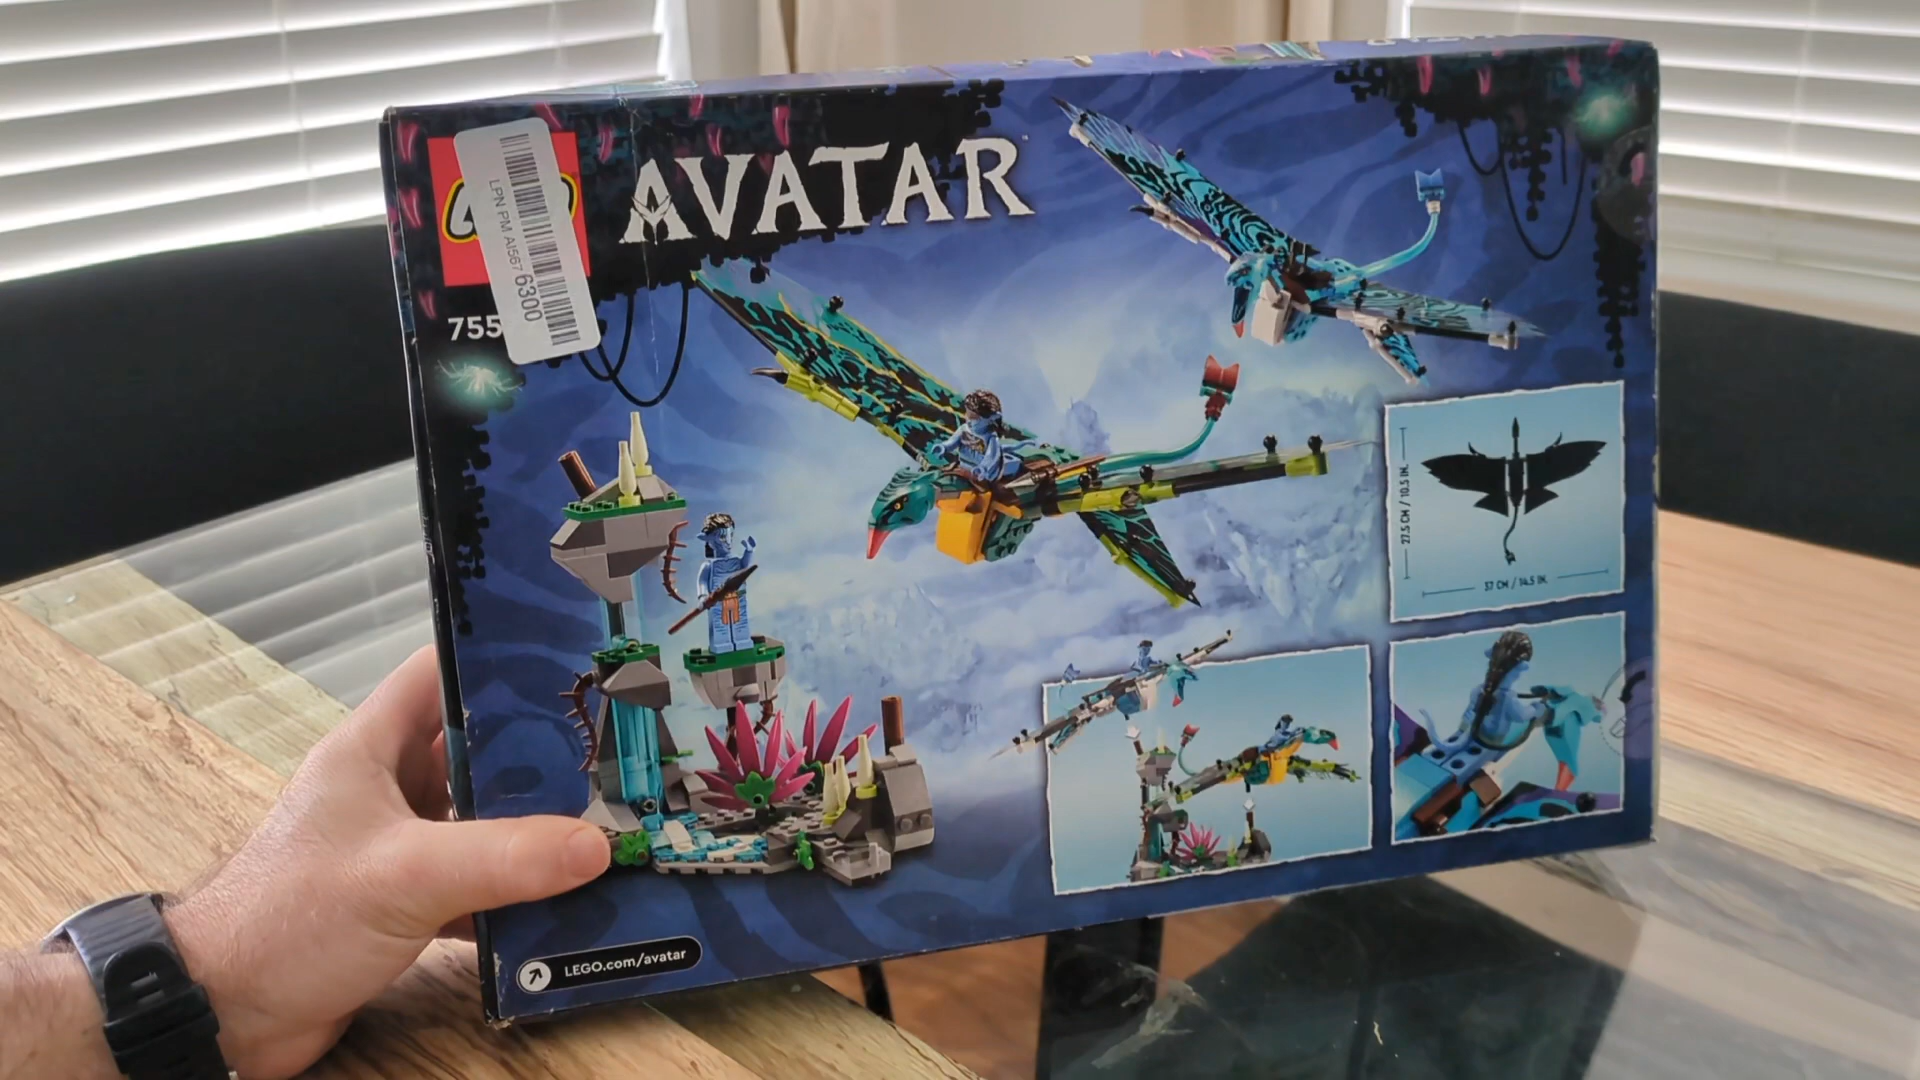 AVATAR
LPN PM AI567 6300
755
27.5 CM / 10.5 IN.
37 CM / 14.5 IN.
LEGO.com/avatar